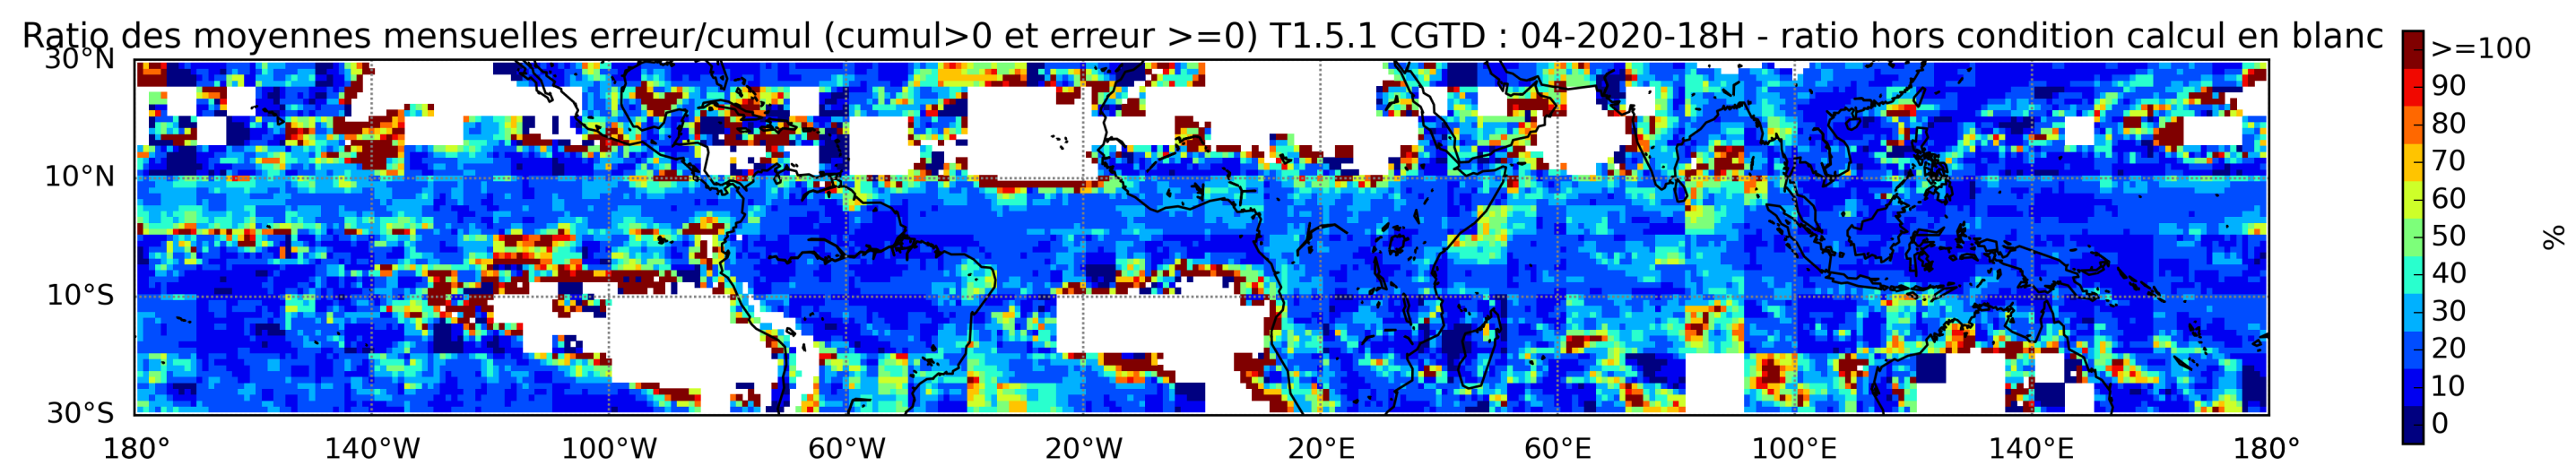 Ratio des moyennes mensuelles erreur/cumul (cumul>0 et erreur >=0) T1.5.1 CGTD : 04-2020-18H - ratio hors condition calcul en blanc
30°N
10°N
10°S
30°S
180° 140°W 100°W 60°W 20°W 20°E 60°E 100°E 140°E 180°
>=100
90
80
70
60
50
40
30
20
10
0
%